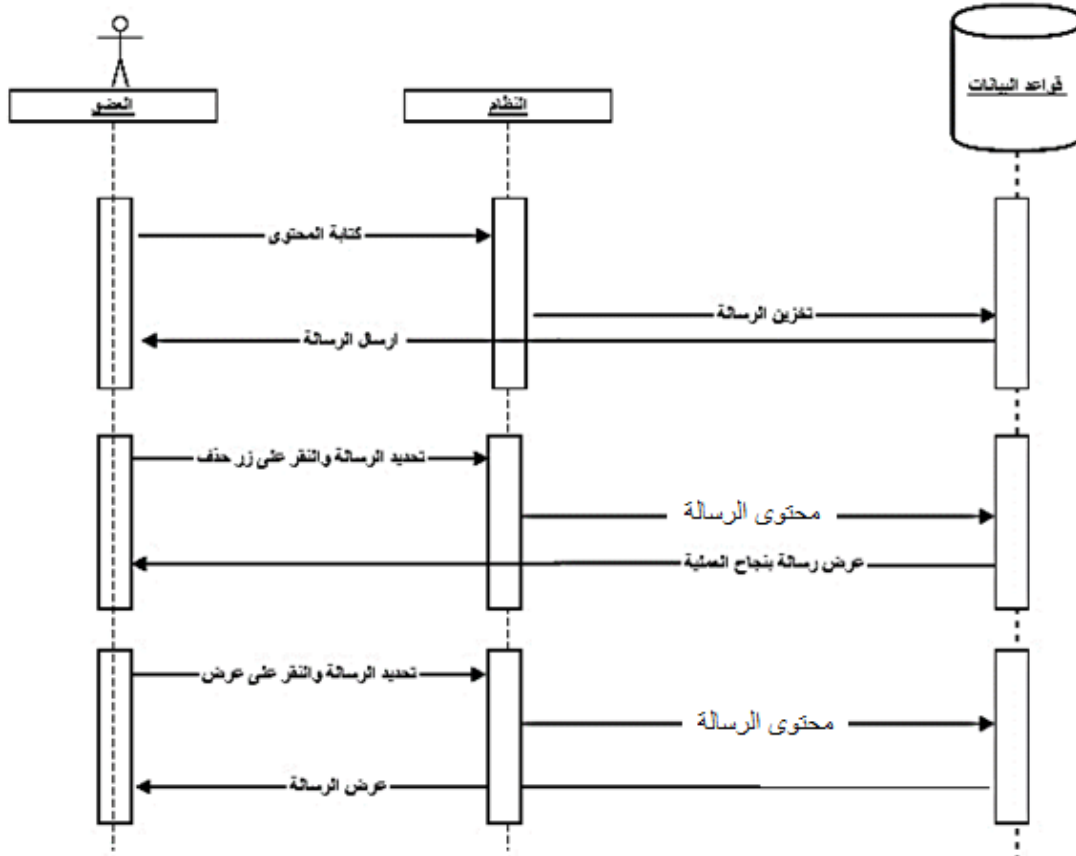 العضو
النظام
قواعد البيانات
كتابة المحتوى
تخزين الرسالة
ارسال الرسالة
تحديد الرسالة والنقر على زر حذف
محتوى الرسالة
عرض رسالة بنجاح العملية
تحديد الرسالة والنقر على عرض
محتوى الرسالة
عرض الرسالة